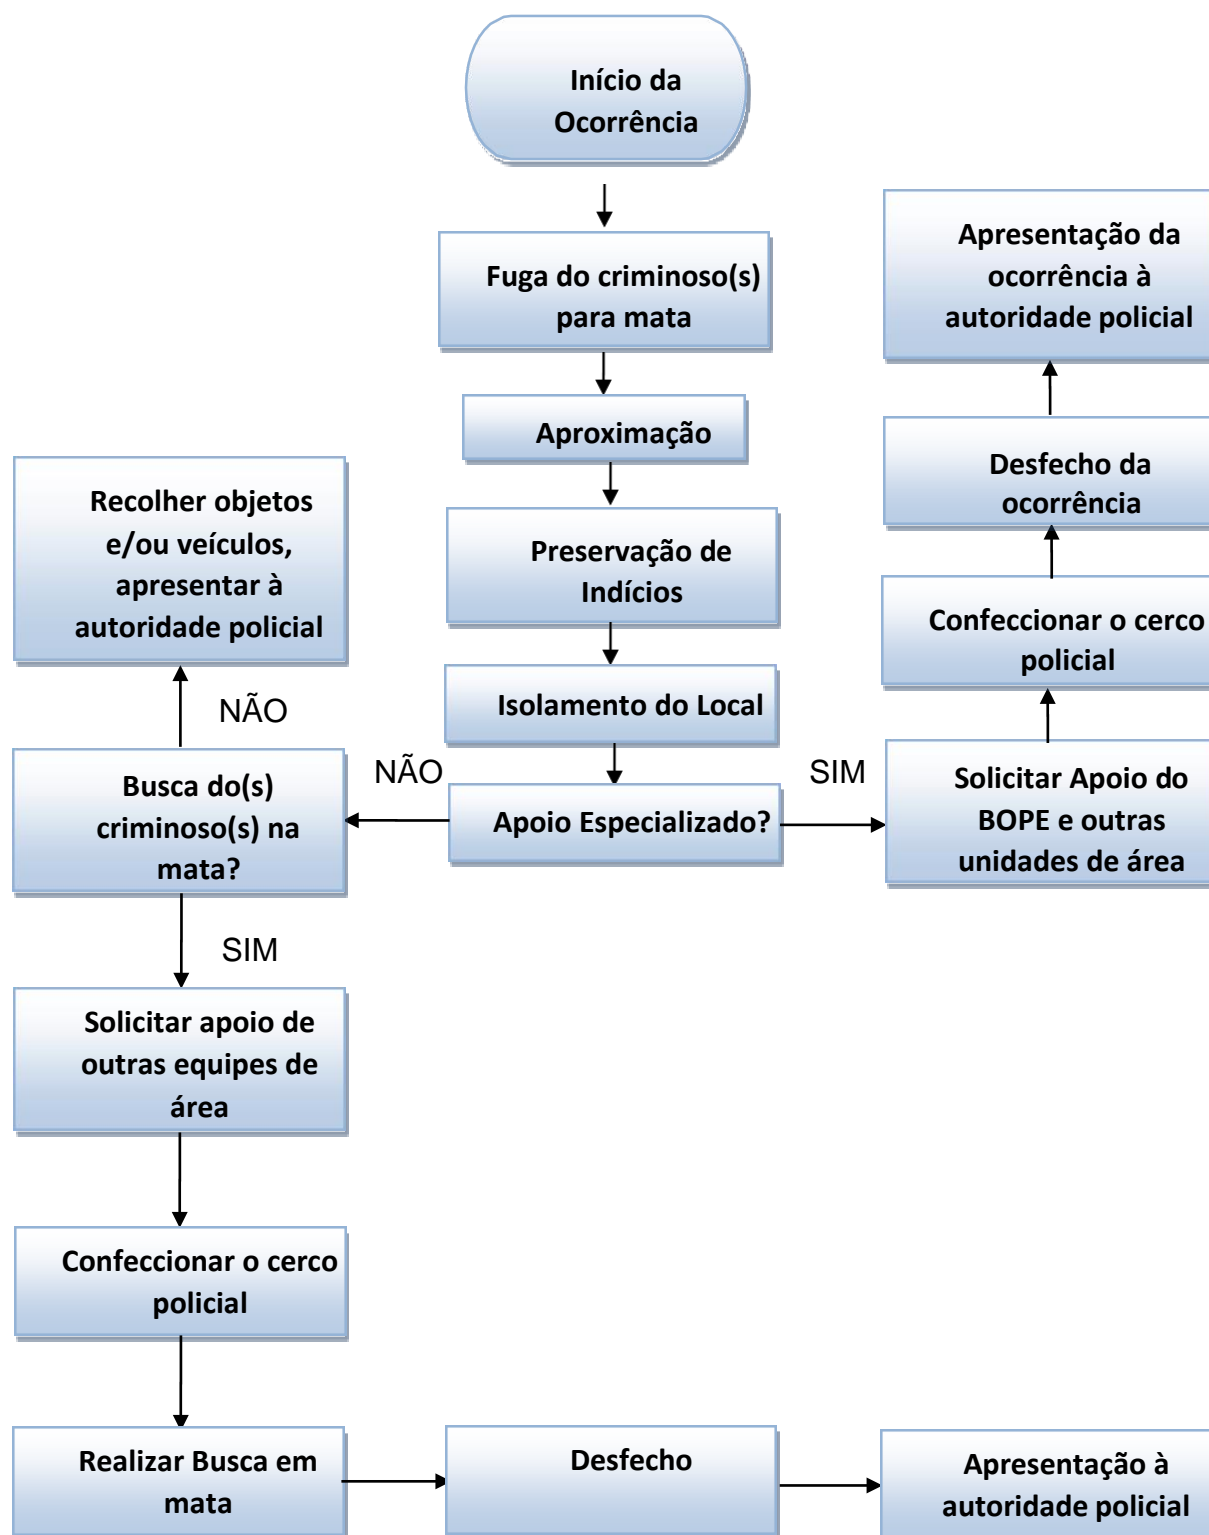 Início da
Ocorrência
Fuga do criminoso(s)
para mata
Aproximação
Preservação de
Indícios
Isolamento do Local
Apoio Especializado?
SIM
Solicitar Apoio do
BOPE e outras
unidades de área
Confeccionar o cerco
policial
Desfecho da
ocorrência
Apresentação da
ocorrência à
autoridade policial
NÃO
Busca do(s)
criminoso(s) na
mata?
NÃO
Recolher objetos
e/ou veículos,
apresentar à
autoridade policial
SIM
Solicitar apoio de
outras equipes de
área
Confeccionar o cerco
policial
Realizar Busca em
mata
Desfecho
Apresentação à
autoridade policial